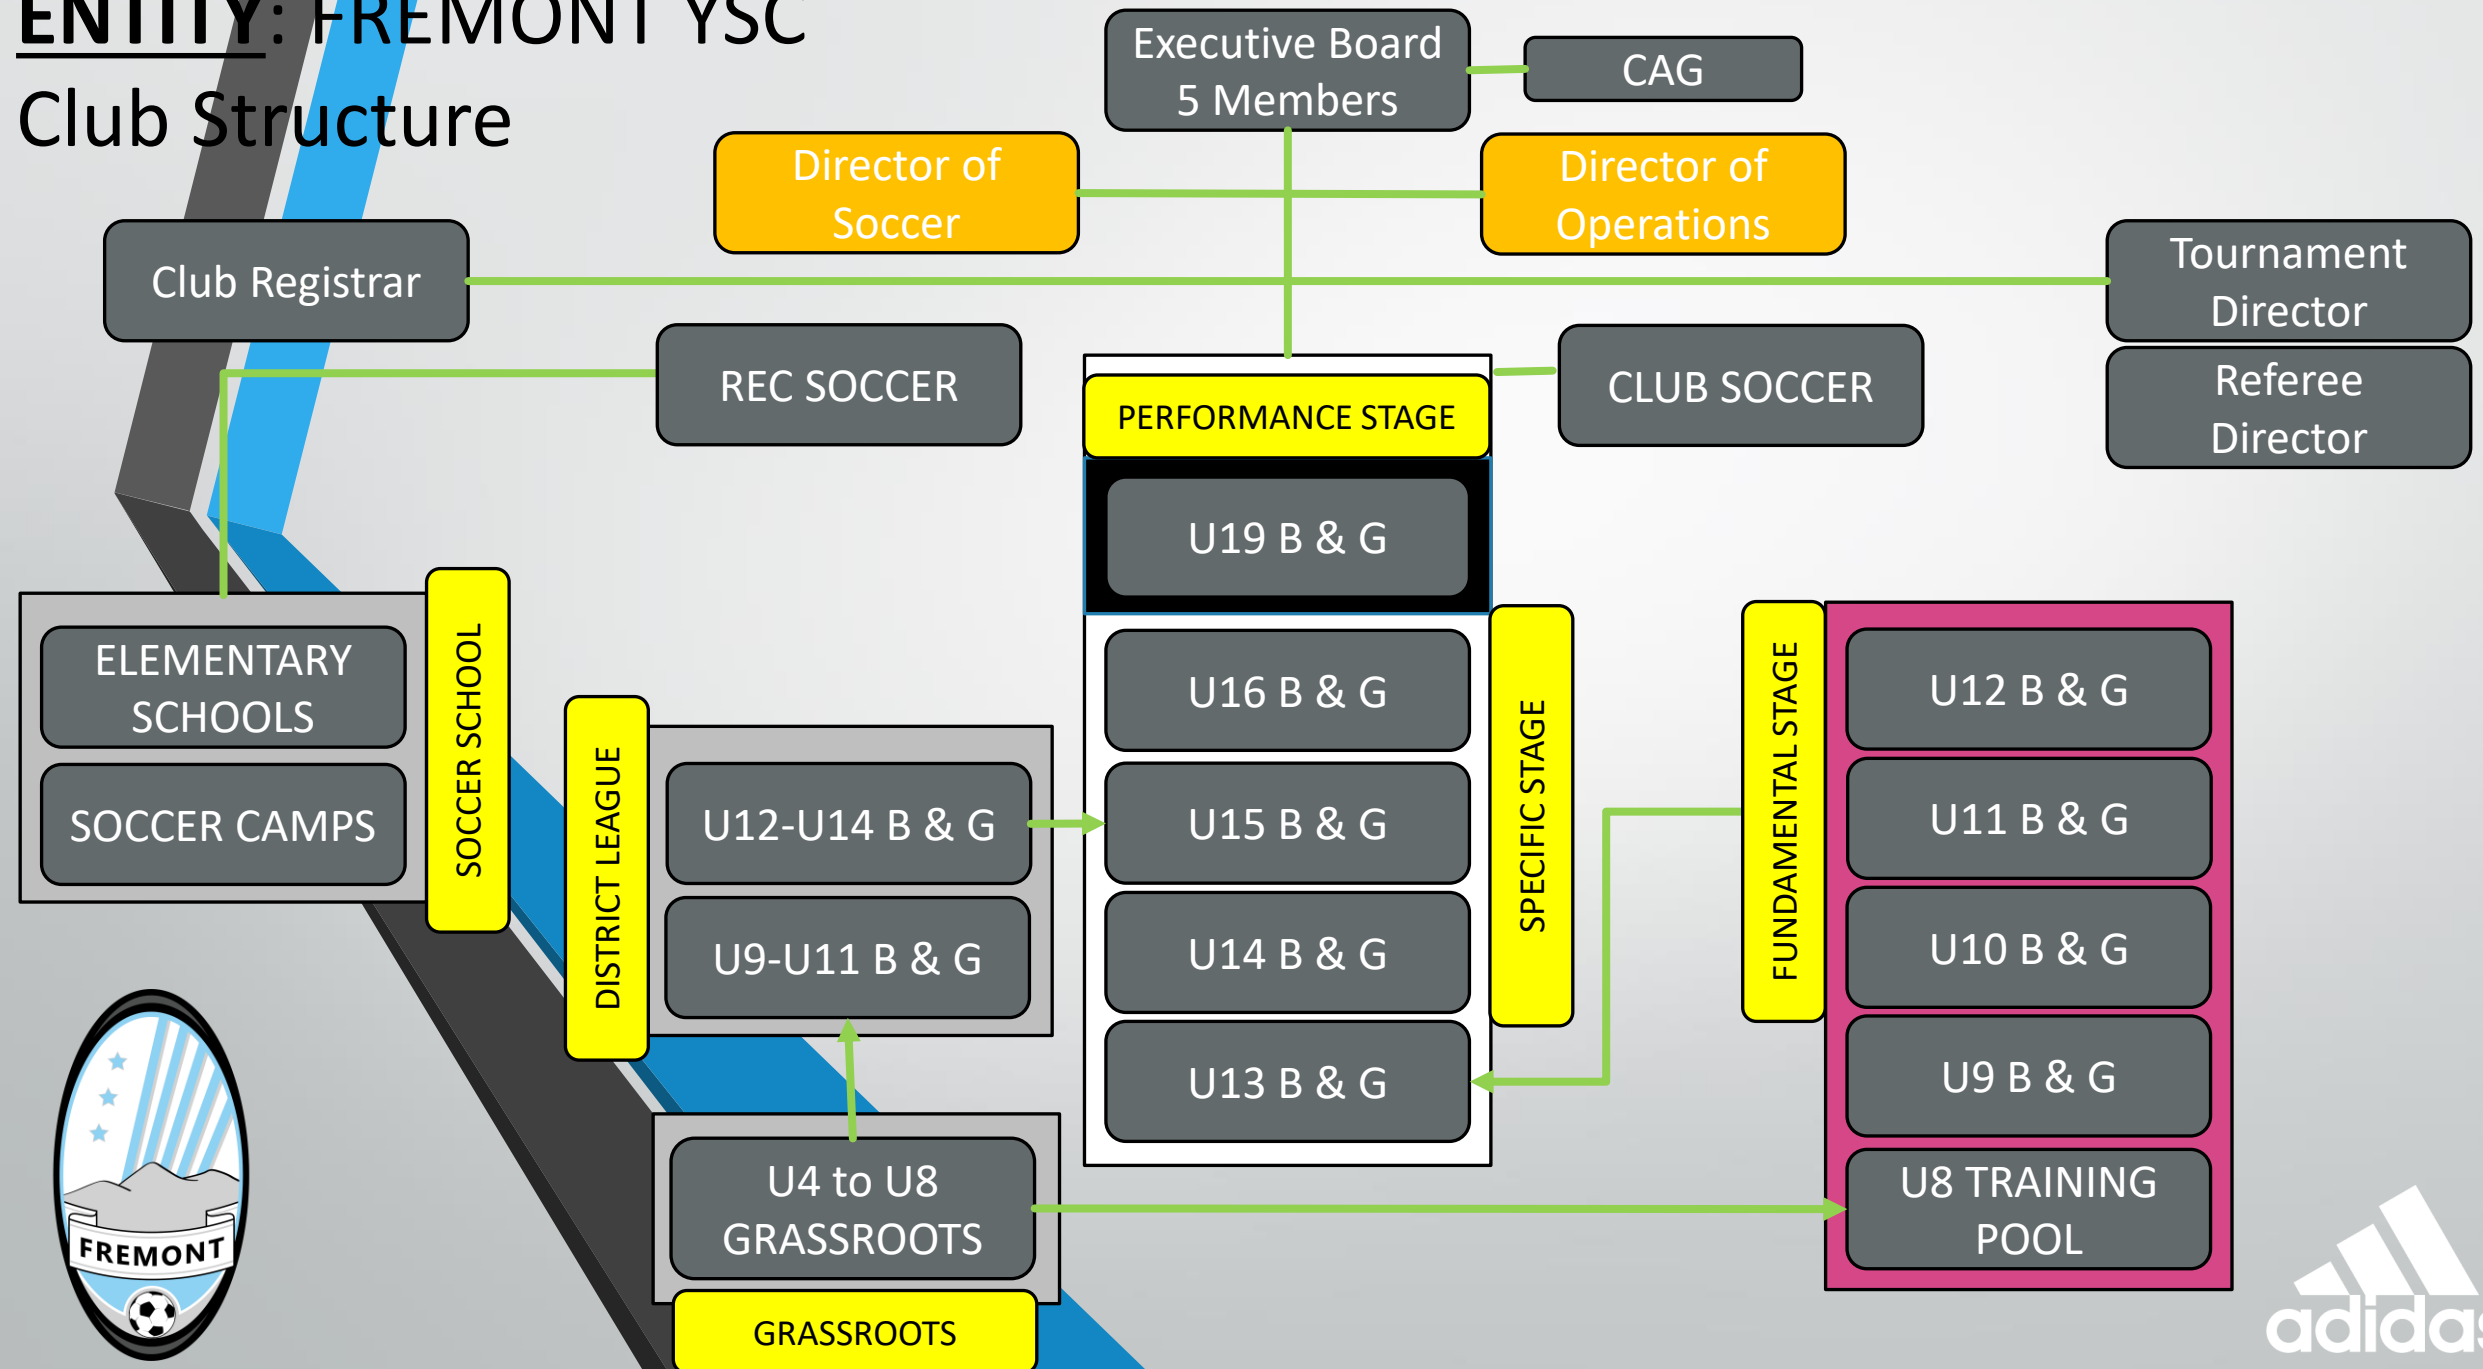 ENTITY: FREMONT YSC
Club Structure
Executive Board
5 Members
CAG
Director of
Soccer
Director of
Operations
Club Registrar
Tournament
Director
Referee
Director
REC SOCCER
CLUB SOCCER
PERFORMANCE STAGE
U19 B & G
U16 B & G
U15 B & G
U14 B & G
U13 B & G
SPECIFIC STAGE
FUNDAMENTAL STAGE
U12 B & G
U11 B & G
U10 B & G
U9 B & G
U8 TRAINING
POOL
ELEMENTARY
SCHOOLS
SOCCER CAMPS
SOCCER SCHOOL
DISTRICT LEAGUE
U12-U14 B & G
U9-U11 B & G
U4 to U8
GRASSROOTS
GRASSROOTS
FREMONT
adidas